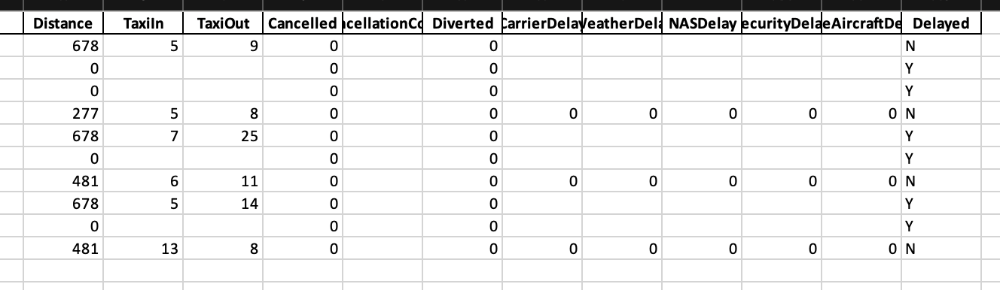 Distance TaxiIn TaxiOut Cancelled cellationCo Diverted CarrierDelay WeatherDela NASDelay ecurityDela eAircraftDe Delayed
678 5 9 0 0 N
0 0 0 Y
0 0 0 Y
277 5 8 0 0 0 0 0 0 0 N
678 7 25 0 0 Y
0 0 0 Y
481 6 11 0 0 0 0 0 0 0 N
678 5 14 0 0 Y
0 0 0 Y
481 13 8 0 0 0 0 0 0 0 N